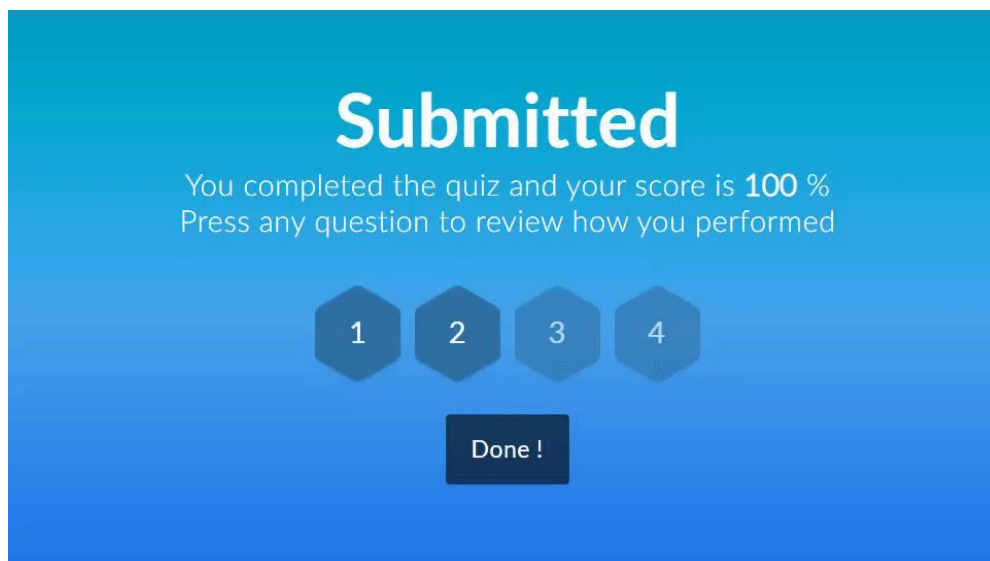 Submitted
You completed the quiz and your score is 100 %
Press any question to review how you performed
1 2 3 4
Done !